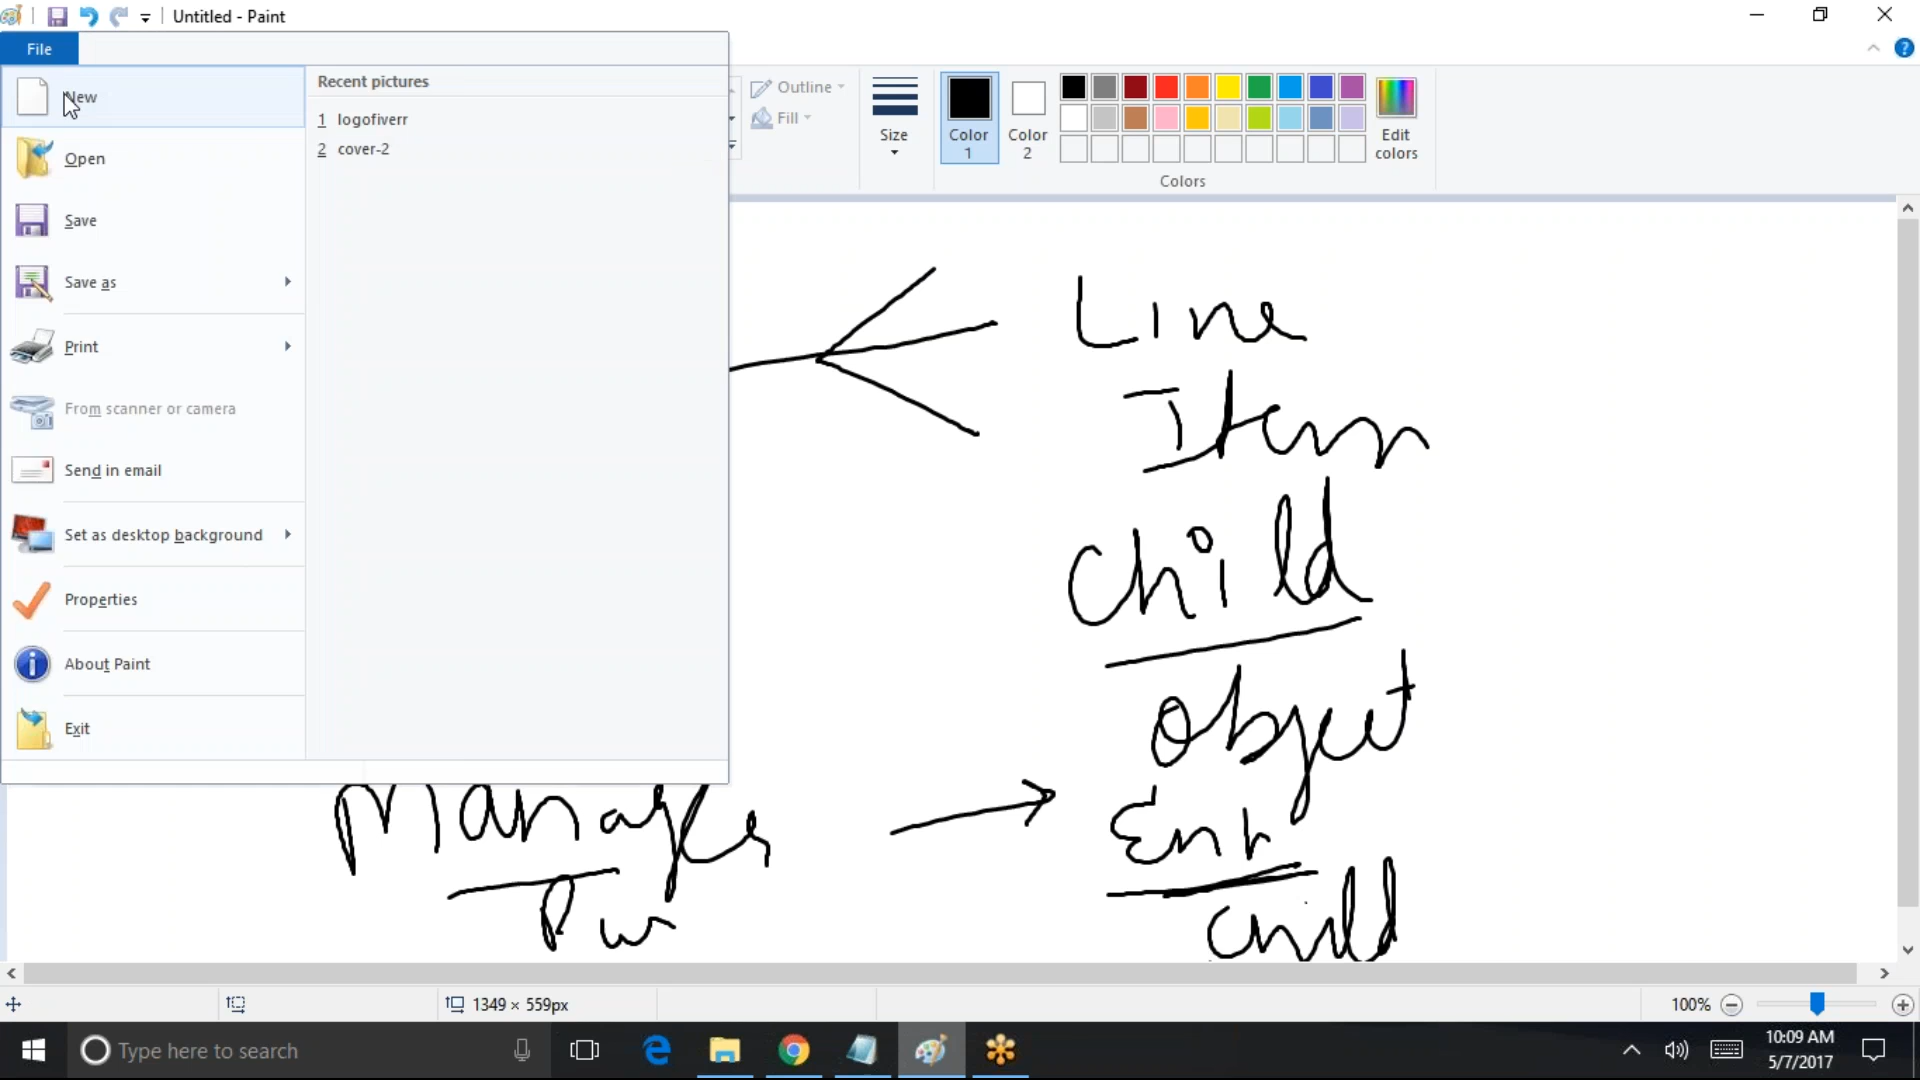 Untitled - Paint
File
New
Recent pictures
1 logofiverr
2 cover-2
Open
Save
Save as
Print
From scanner or camera
Send in email
Set as desktop background
Properties
About Paint
Exit
Outline
Fill
Size
Color 1
Color 2
Edit colors
Colors
Line
Item
Child
Object
Manager
child
1349 × 559px
100%
Type here to search
10:09 AM
5/7/2017